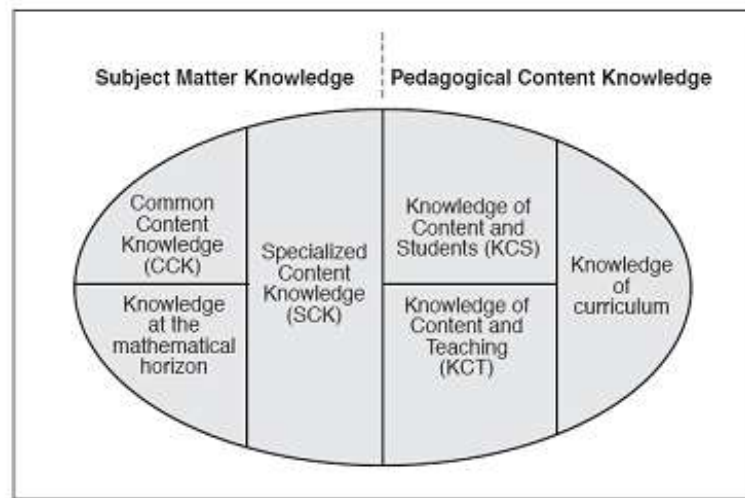 Subject Matter Knowledge
Pedagogical Content Knowledge
Common
Content
Knowledge
(CCK)
Knowledge
at the
mathematical
horizon
Specialized
Content
Knowledge
(SCK)
Knowledge of
Content and
Students (KCS)
Knowledge of
Content and
Teaching
(KCT)
Knowledge
of
curriculum